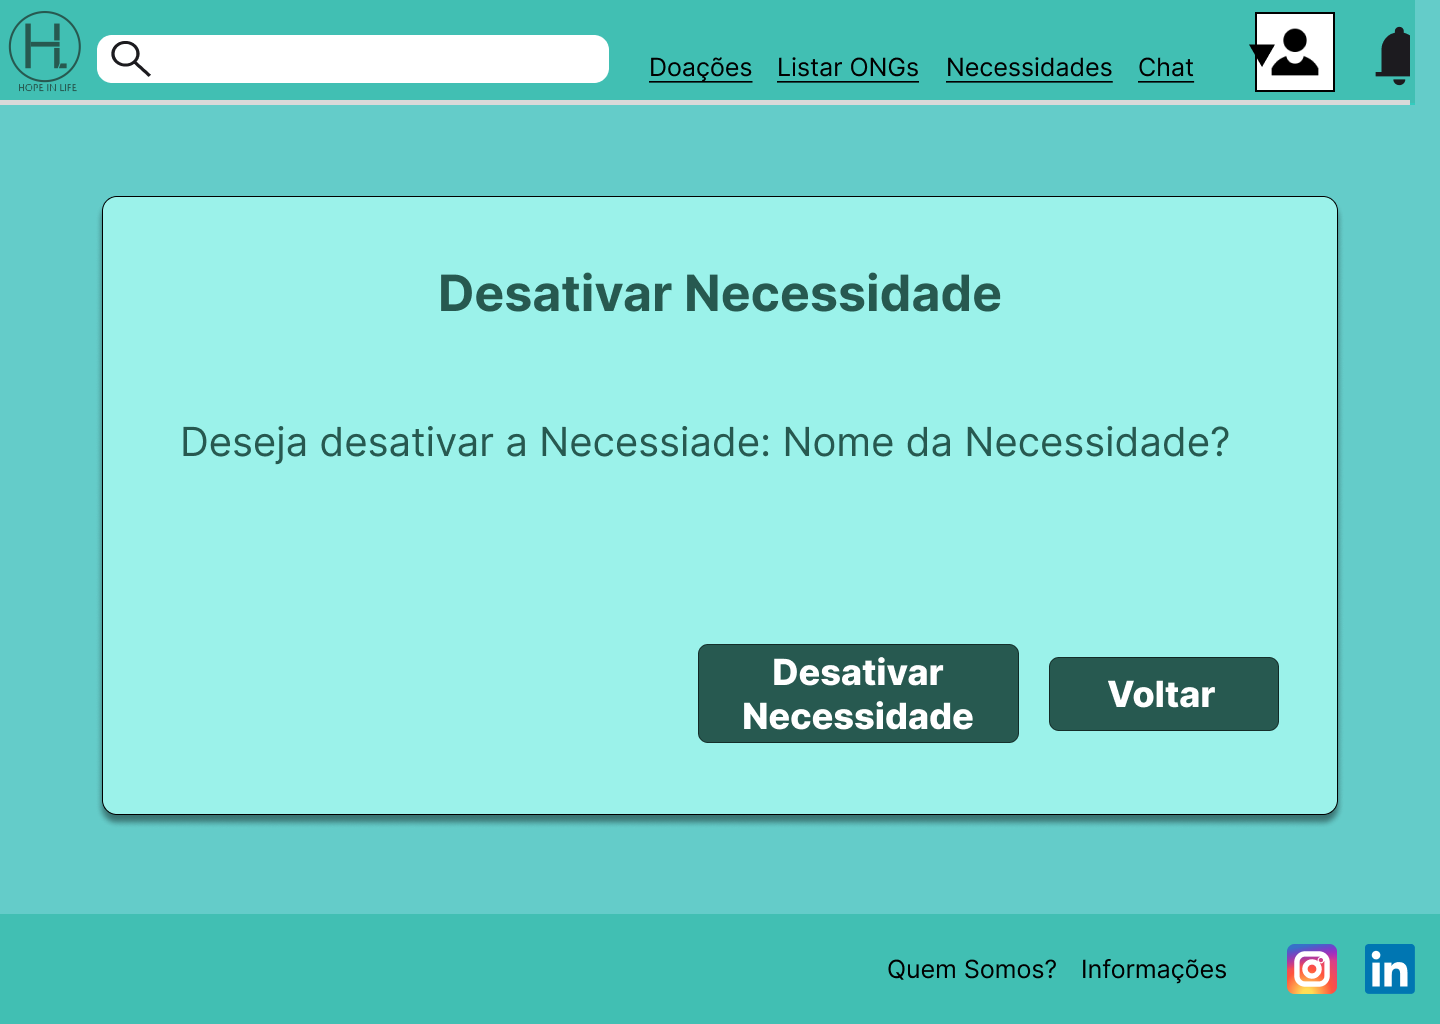 H.
HOPE IN LIFE
Doações Listar ONGs Necessidades Chat
Desativar Necessidade
Deseja desativar a Necessiade: Nome da Necessidade?
Desativar
Necessidade
Voltar
Quem Somos? Informações
in